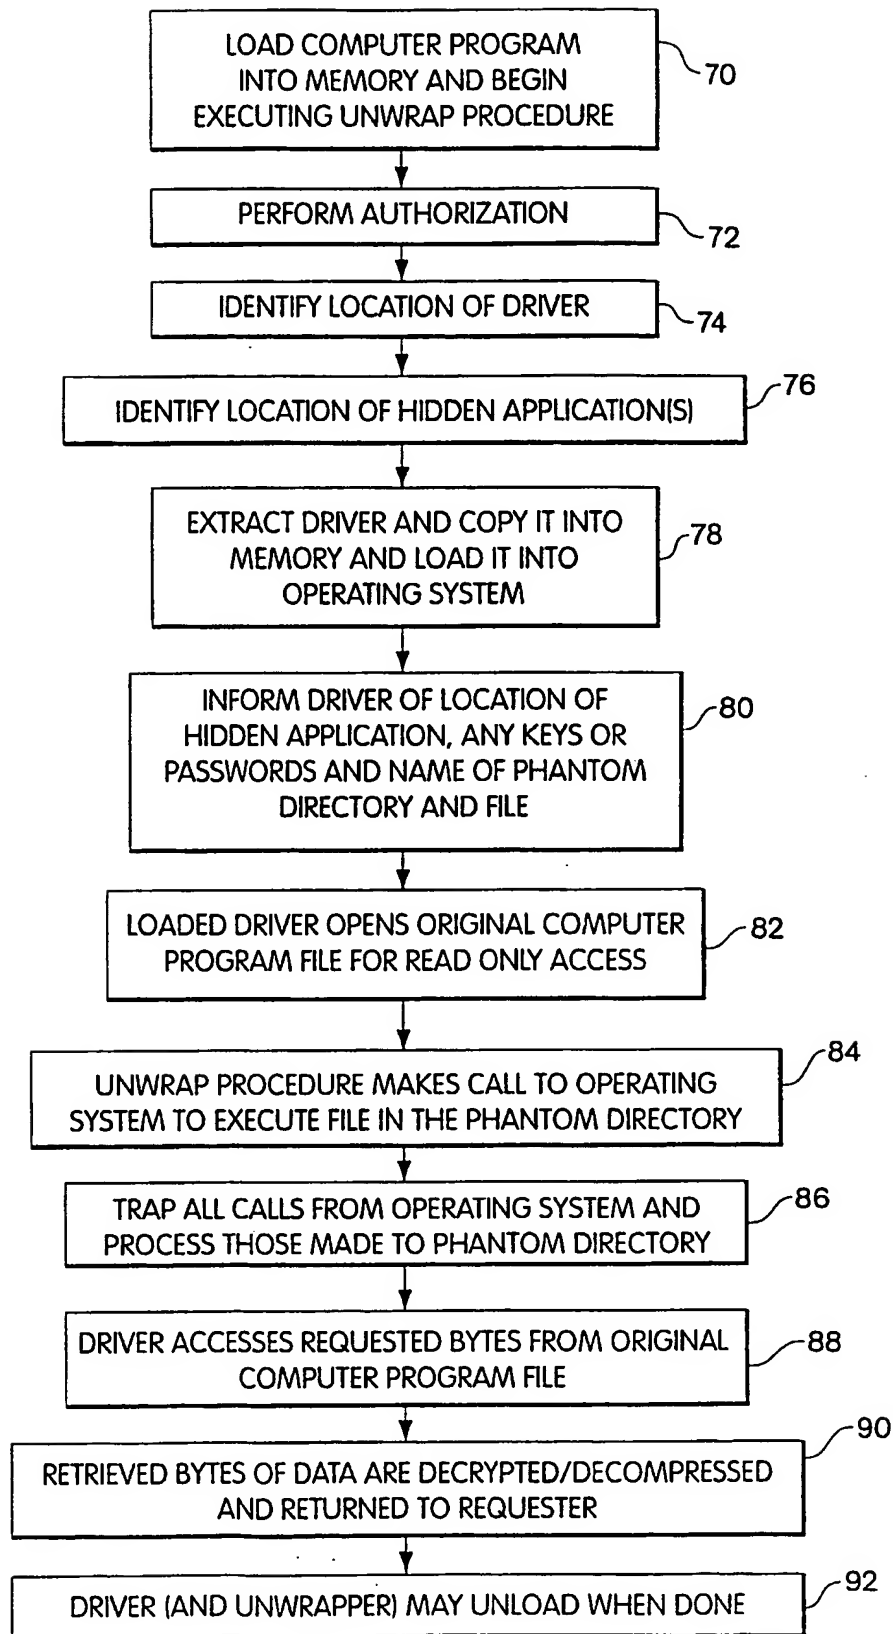 LOAD COMPUTER PROGRAM
INTO MEMORY AND BEGIN
EXECUTING UNWRAP PROCEDURE
70
PERFORM AUTHORIZATION
72
IDENTIFY LOCATION OF DRIVER
74
IDENTIFY LOCATION OF HIDDEN APPLICATION(S)
76
EXTRACT DRIVER AND COPY IT INTO
MEMORY AND LOAD IT INTO
OPERATING SYSTEM
78
INFORM DRIVER OF LOCATION OF
HIDDEN APPLICATION, ANY KEYS OR
PASSWORDS AND NAME OF PHANTOM
DIRECTORY AND FILE
80
LOADED DRIVER OPENS ORIGINAL COMPUTER
PROGRAM FILE FOR READ ONLY ACCESS
82
UNWRAP PROCEDURE MAKES CALL TO OPERATING
SYSTEM TO EXECUTE FILE IN THE PHANTOM DIRECTORY
84
TRAP ALL CALLS FROM OPERATING SYSTEM AND
PROCESS THOSE MADE TO PHANTOM DIRECTORY
86
DRIVER ACCESSES REQUESTED BYTES FROM ORIGINAL
COMPUTER PROGRAM FILE
88
RETRIEVED BYTES OF DATA ARE DECRYPTED/DECOMPRESSED
AND RETURNED TO REQUESTER
90
DRIVER (AND UNWRAPPER) MAY UNLOAD WHEN DONE
92